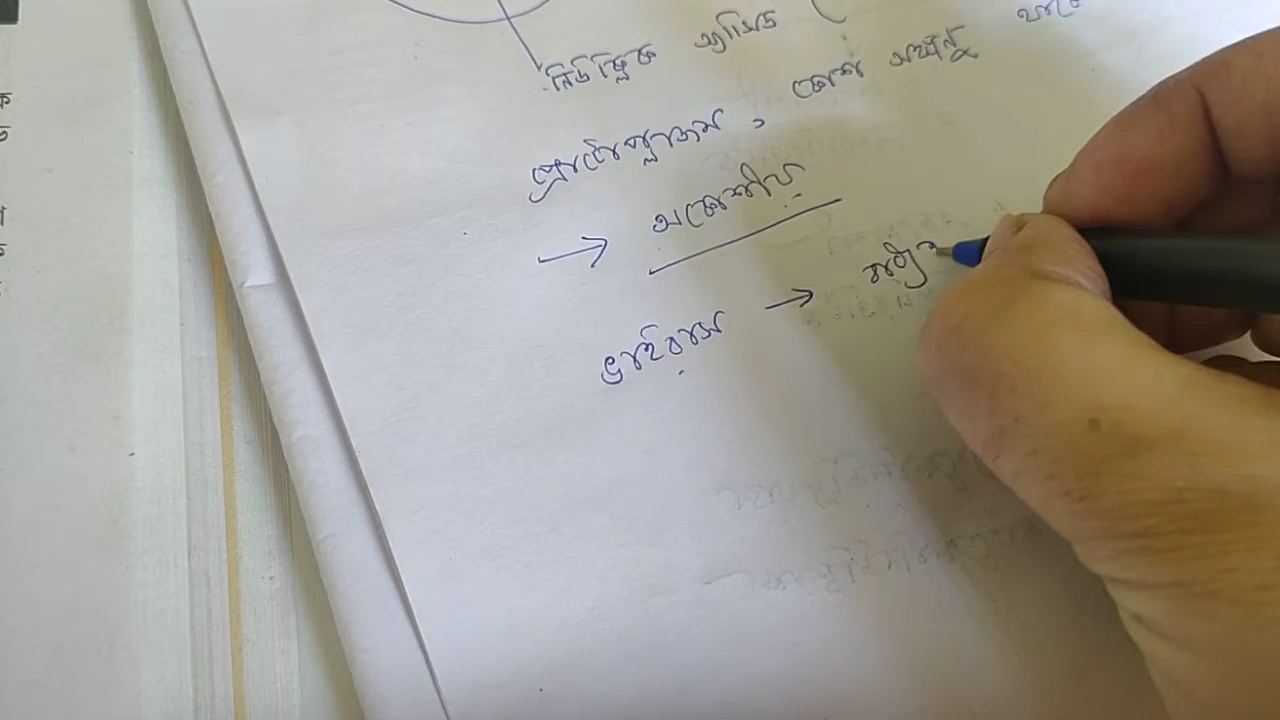 নিউক্লিক অ্যাসিড (
প্রোটোপ্লাজম, কোশ অঙ্গানু থাকে
→ অকোশীয়
ভাইরাস →